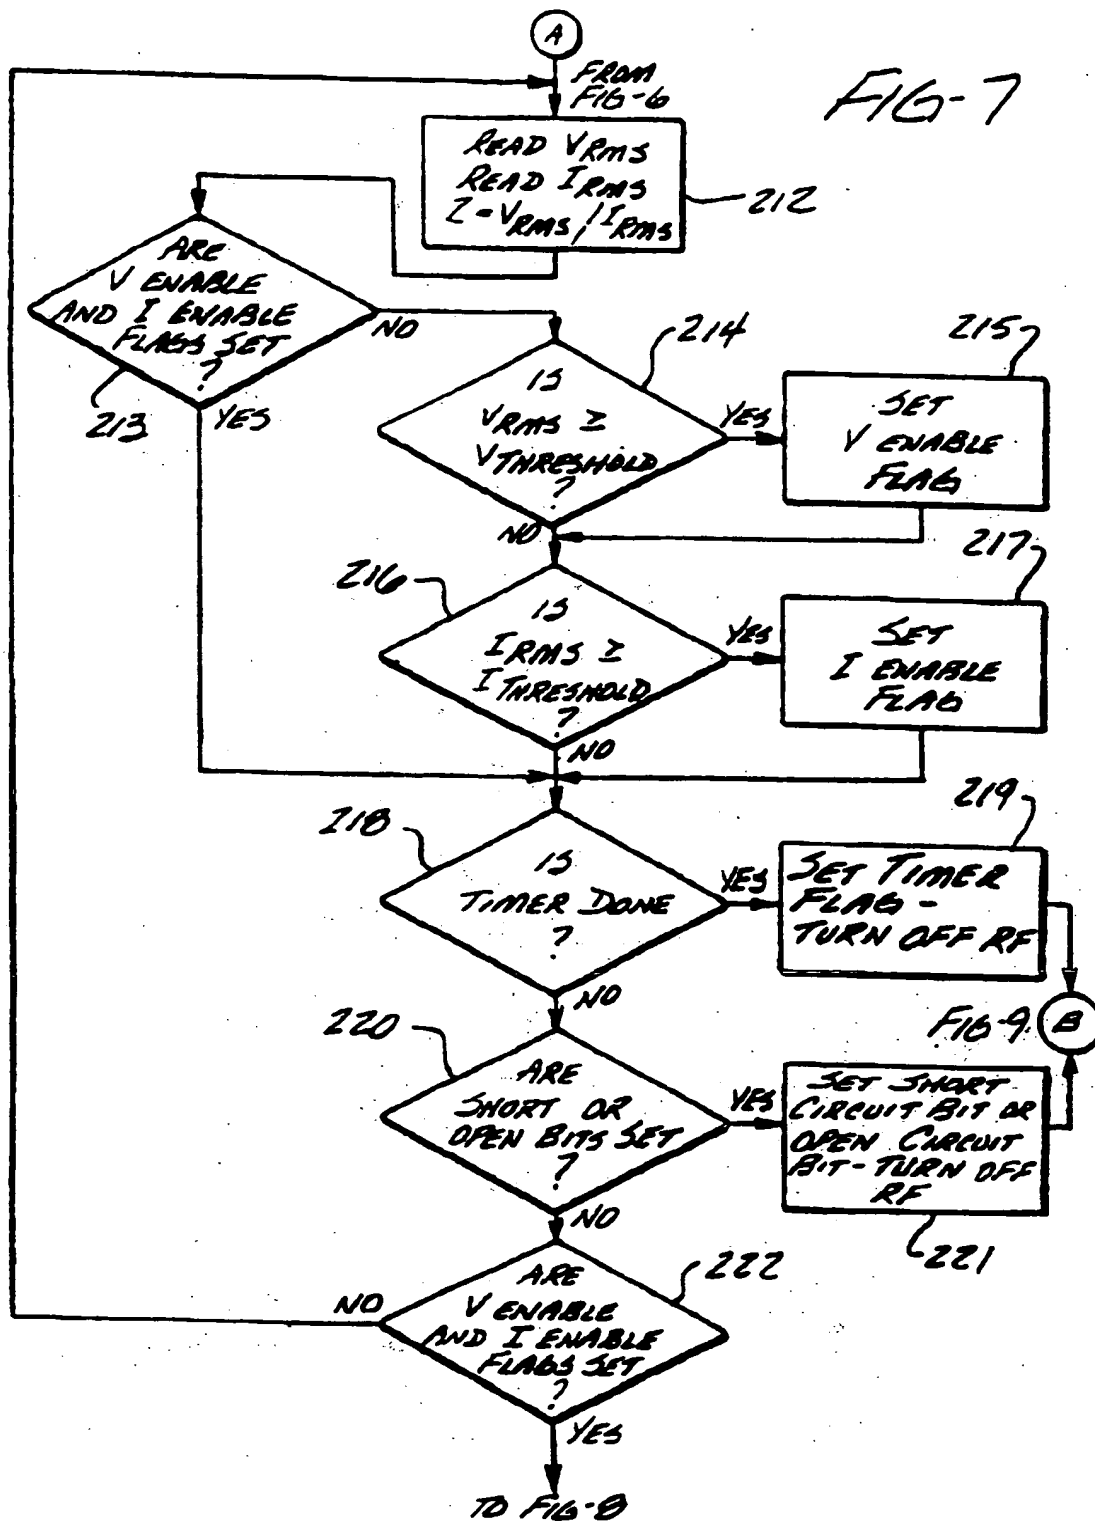 A
FROM
FIG-6
FIG-7
READ VRMS
READ IRMS
Z=VRMS/IRMS
212
ARE
V ENABLE
AND I ENABLE
FLAGS SET
?
NO
213
YES
214
IS
VRMS ≥
VTHRESHOLD
?
YES
NO
215
SET
V ENABLE
FLAG
216
IS
IRMS ≥
ITHRESHOLD
?
YES
NO
217
SET
I ENABLE
FLAG
218
IS
TIMER DONE
?
YES
NO
219
SET TIMER
FLAG-
TURN OFF RF
FIG-9
B
220
ARE
SHORT OR
OPEN BITS SET
?
YES
NO
SET SHORT
CIRCUIT BIT OR
OPEN CIRCUIT
BIT-TURN OFF
RF
221
222
ARE
V ENABLE
AND I ENABLE
FLAGS SET
?
NO
YES
TO FIG-8